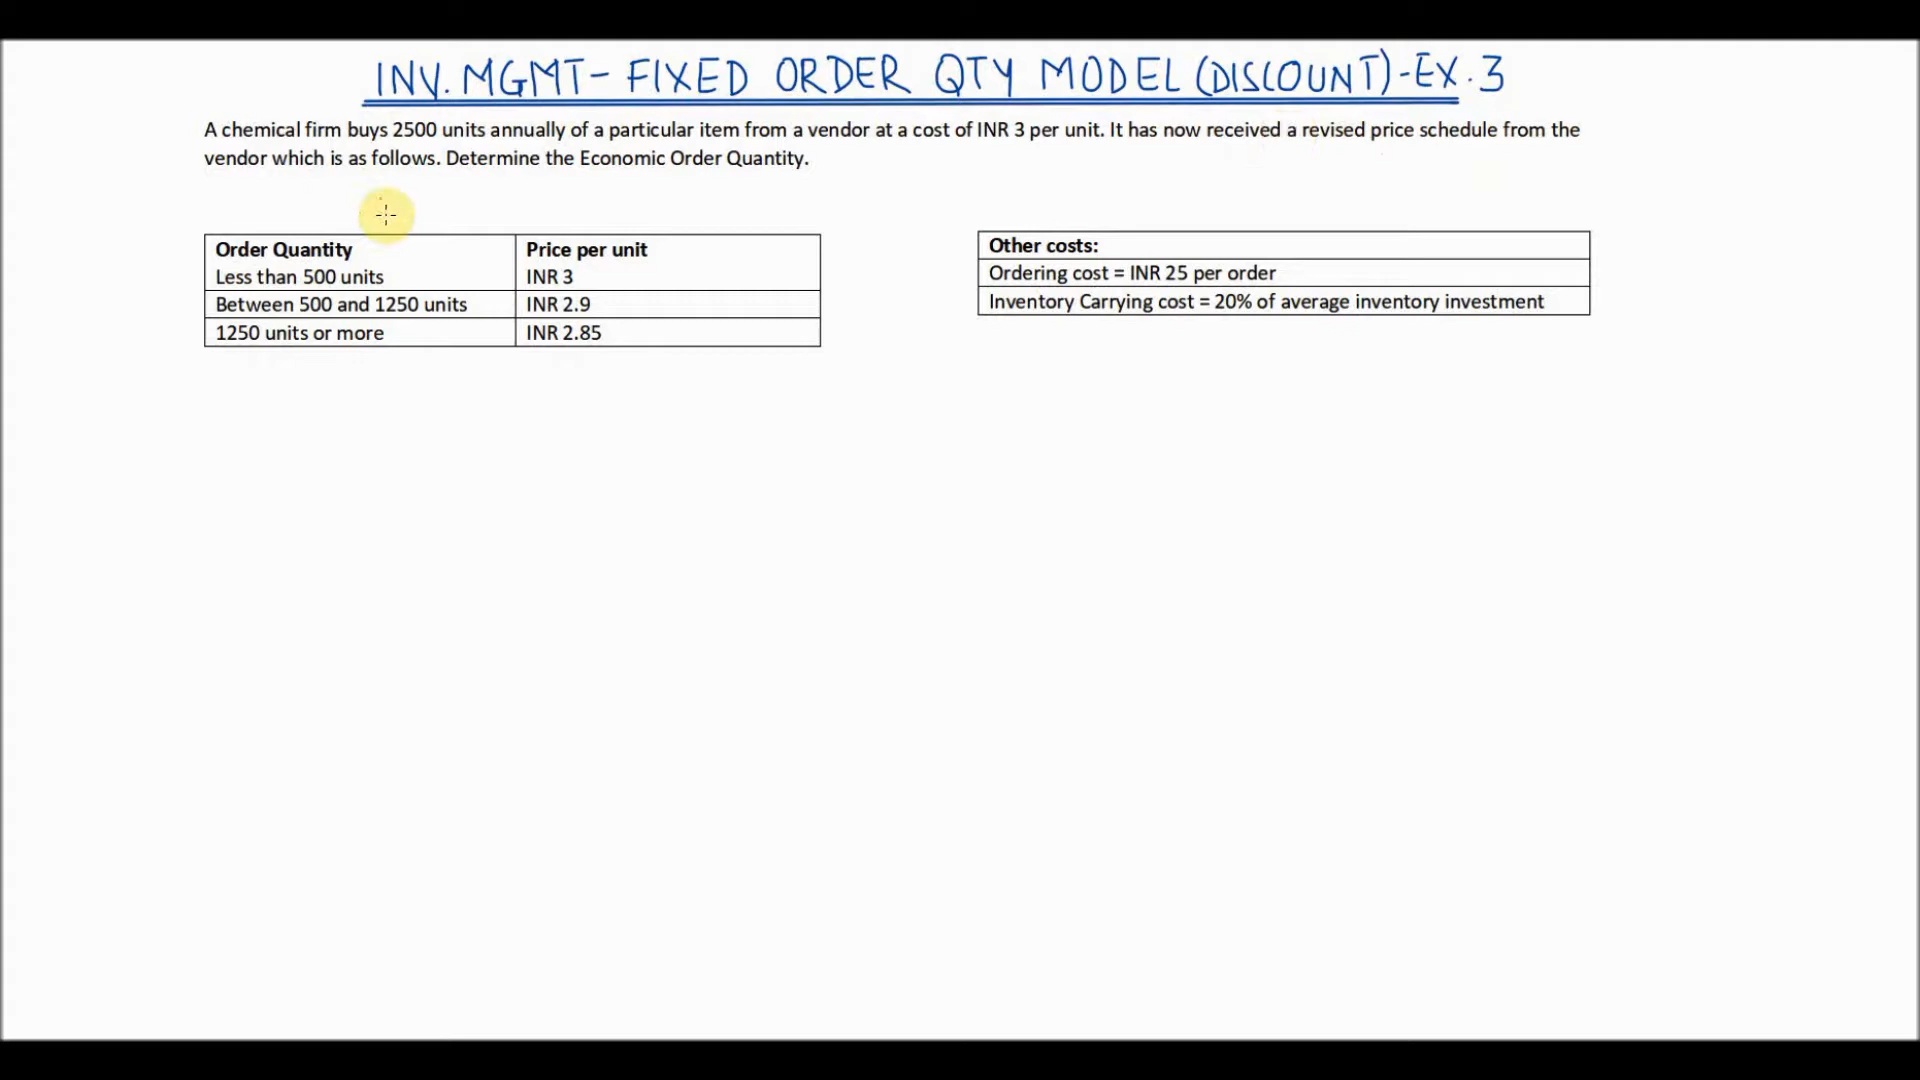 INV. MGMT- FIXED ORDER QTY MODEL (DISCOUNT)-EX. 3
A chemical firm buys 2500 units annually of a particular item from a vendor at a cost of INR 3 per unit. It has now received a revised price schedule from the
vendor which is as follows. Determine the Economic Order Quantity.
Order Quantity Price per unit
Less than 500 units INR 3
Between 500 and 1250 units INR 2.9
1250 units or more INR 2.85
Other costs:
Ordering cost = INR 25 per order
Inventory Carrying cost = 20% of average inventory investment